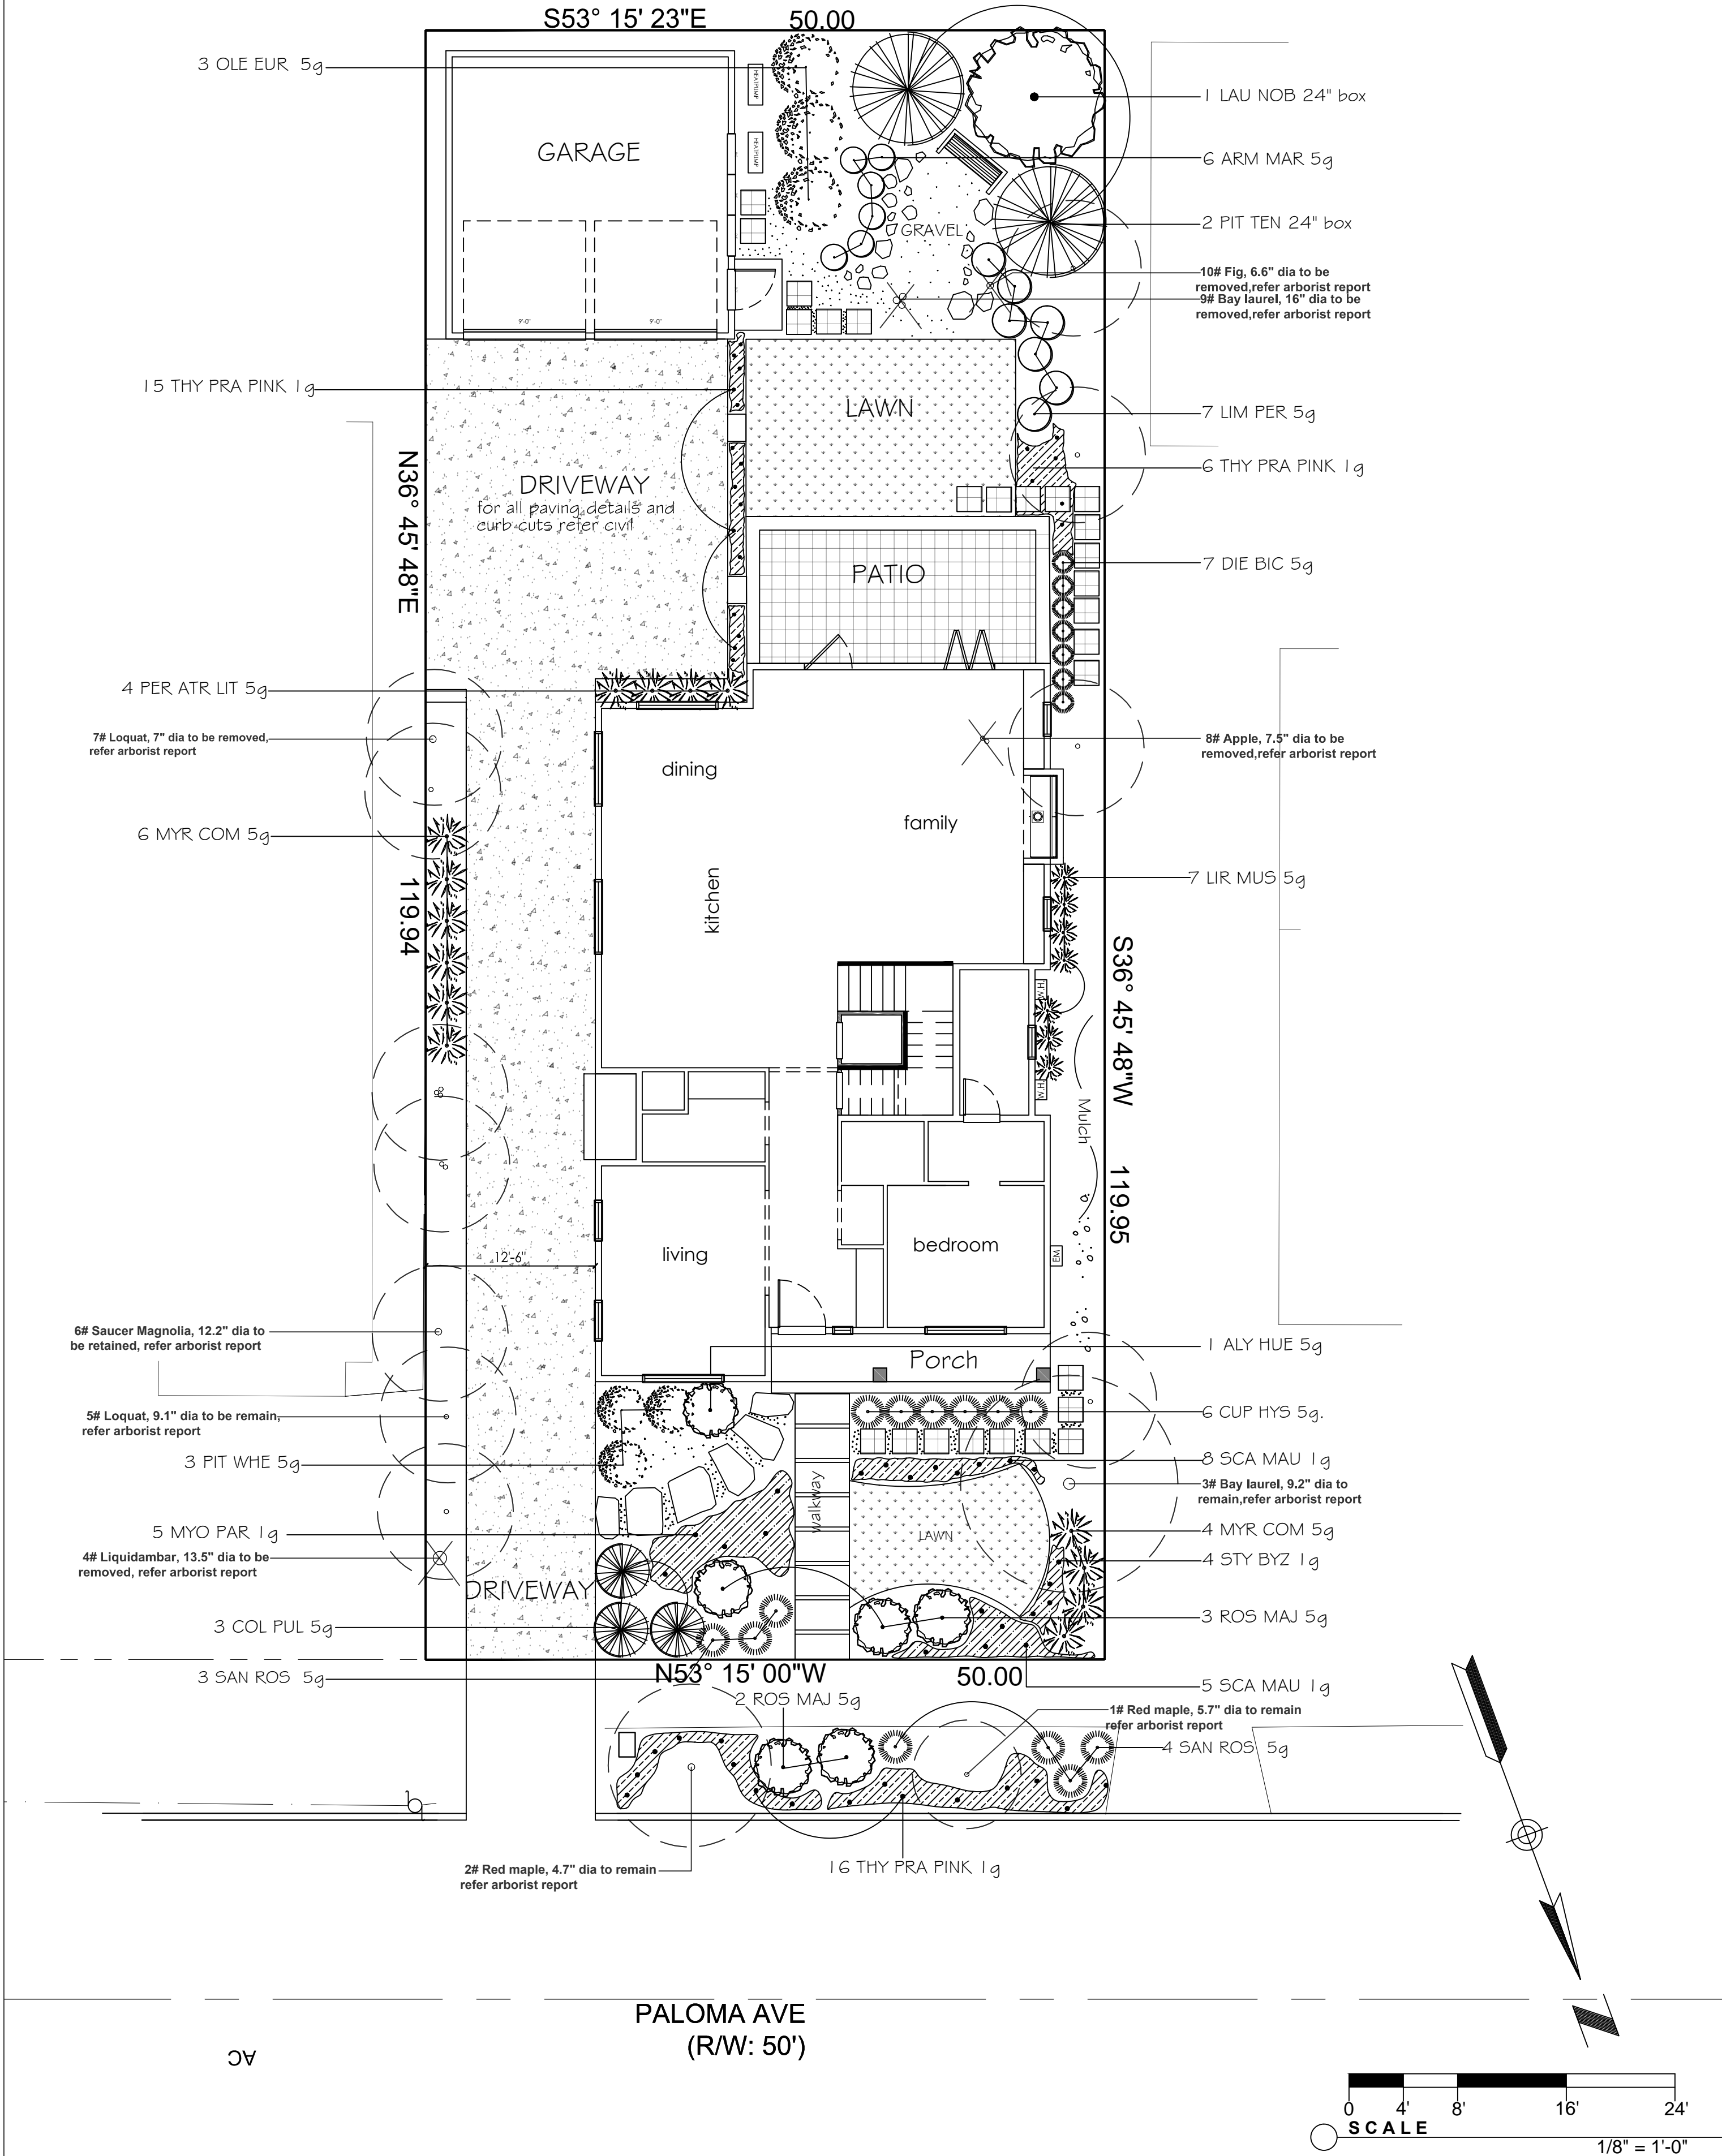 S53° 15' 23"E 50.00
3 OLE EUR 5g
HEATPUMP
HEATPUMP
GARAGE
1 LAU NOB 24" box
6 ARM MAR 5g
2 PIT TEN 24" box
GRAVEL
10# Fig, 6.6" dia to be
removed,refer arborist report
9# Bay laurel, 16" dia to be
removed,refer arborist report
9'-0"
9'-0"
15 THY PRA PINK 1g
LAWN
7 LIM PER 5g
6 THY PRA PINK 1g
N36° 45' 48"E
119.94
DRIVEWAY
for all paving details and
curb cuts refer civil
PATIO
7 DIE BIC 5g
4 PER ATR LIT 5g
7# Loquat, 7" dia to be removed,
refer arborist report
8# Apple, 7.5" dia to be
removed,refer arborist report
dining
family
kitchen
6 MYR COM 5g
7 LIR MUS 5g
S36° 45' 48"W
119.95
W.H
W.H
Mulch
EM
living
bedroom
12'-6"
6# Saucer Magnolia, 12.2" dia to
be retained, refer arborist report
1 ALY HUE 5g
Porch
5# Loquat, 9.1" dia to be remain,
refer arborist report
6 CUP HYS 5g.
3 PIT WHE 5g
8 SCA MAU 1g
3# Bay laurel, 9.2" dia to
remain,refer arborist report
walkway
5 MYO PAR 1g
LAWN
4 MYR COM 5g
4# Liquidambar, 13.5" dia to be
removed, refer arborist report
4 STY BYZ 1g
DRIVEWAY
3 COL PUL 5g
3 ROS MAJ 5g
3 SAN ROS 5g
N53° 15' 00"W 50.00
5 SCA MAU 1g
2 ROS MAJ 5g
1# Red maple, 5.7" dia to remain
refer arborist report
4 SAN ROS 5g
2# Red maple, 4.7" dia to remain
refer arborist report
16 THY PRA PINK 1g
PALOMA AVE
(R/W: 50')
AC
N
0 4' 8' 16' 24'
SCALE
1/8" = 1'-0"